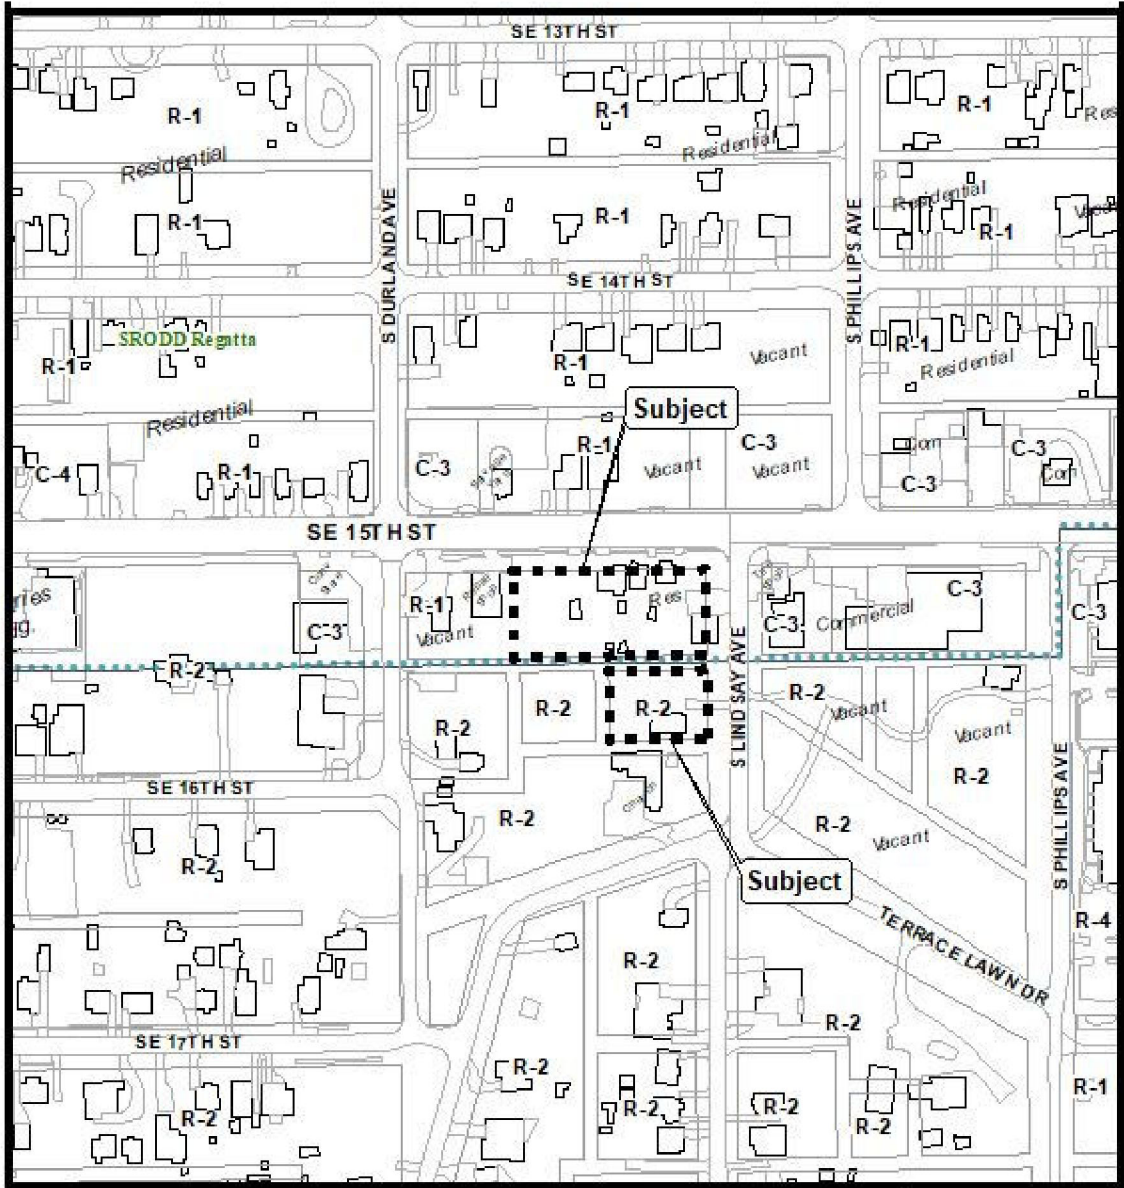 SE 13TH ST
R-1
R-1
R-1
Residential
Residential
Residential
R-1
R-1
R-1
S DURLAND AVE
S PHILLIPS AVE
SE 14TH ST
SRODD Regatta
R-1
R-1
R-1
Vacant
Residential
Residential
Subject
C-4
R-1
C-3
R-1
Vacant
C-3
Vacant
Com
C-3
C-3
Com
SE 15TH ST
R-1
Vacant
C-3
Res
C-3
Commercial
C-3
C-3
R-2
R-2
R-2
R-2
R-2
Vacant
Vacant
R-2
S LINDSAY AVE
S PHILLIPS AVE
SE 16TH ST
R-2
R-2
Church
R-2
Vacant
Subject
TERRACE LAWN DR
R-4
R-2
R-2
SE 17TH ST
R-2
R-2
R-2
R-2
R-2
R-1